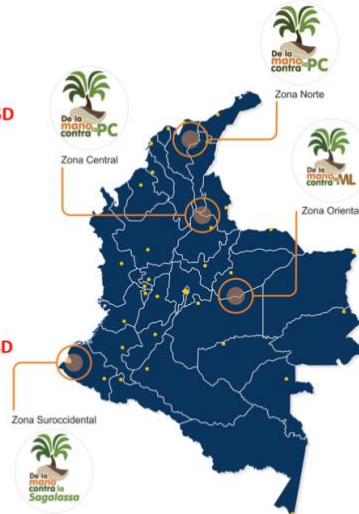 De la
mano
contra la PC
Zona Norte
De la
mano
contra la PC
Zona Central
De la
mano
contra la ML
Zona Oriental
Zona Suroccidental
De la
mano
contra la
Sagalassa